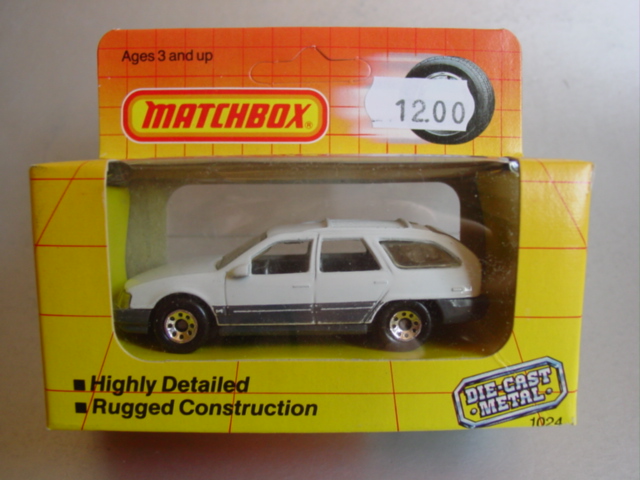 Ages 3 and up
MATCHBOX®
12.00
■ Highly Detailed
■ Rugged Construction
DIE-CAST
METAL
1024